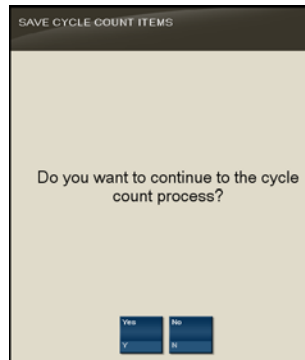 SAVE CYCLE COUNT ITEMS
Do you want to continue to the cycle
count process?
Yes No
Y N